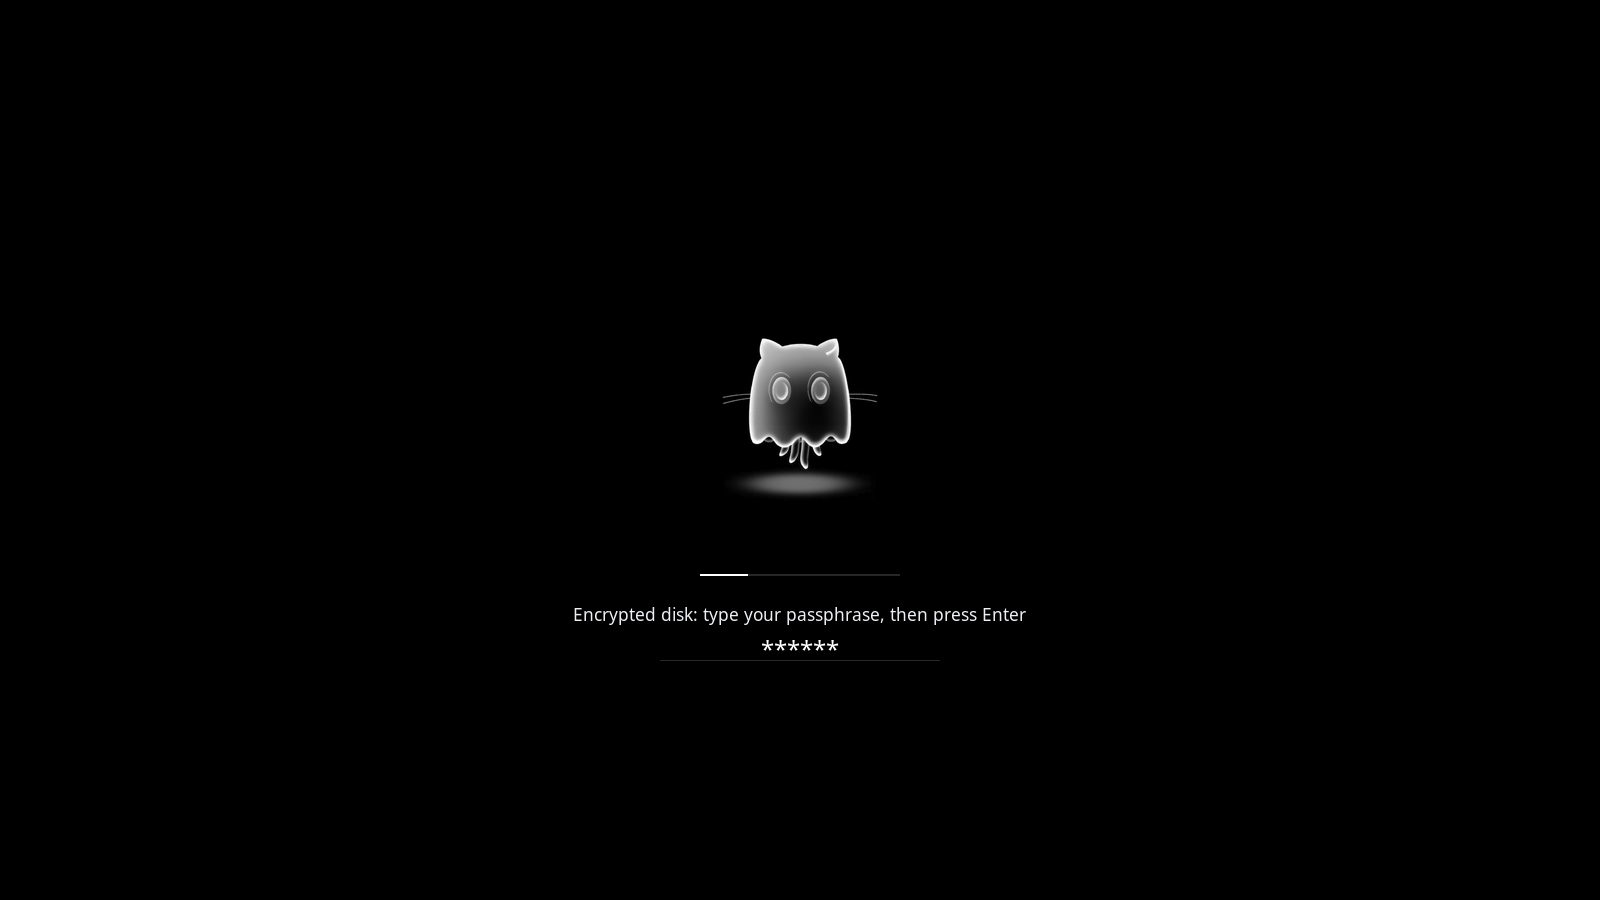 Encrypted disk: type your passphrase, then press Enter
******